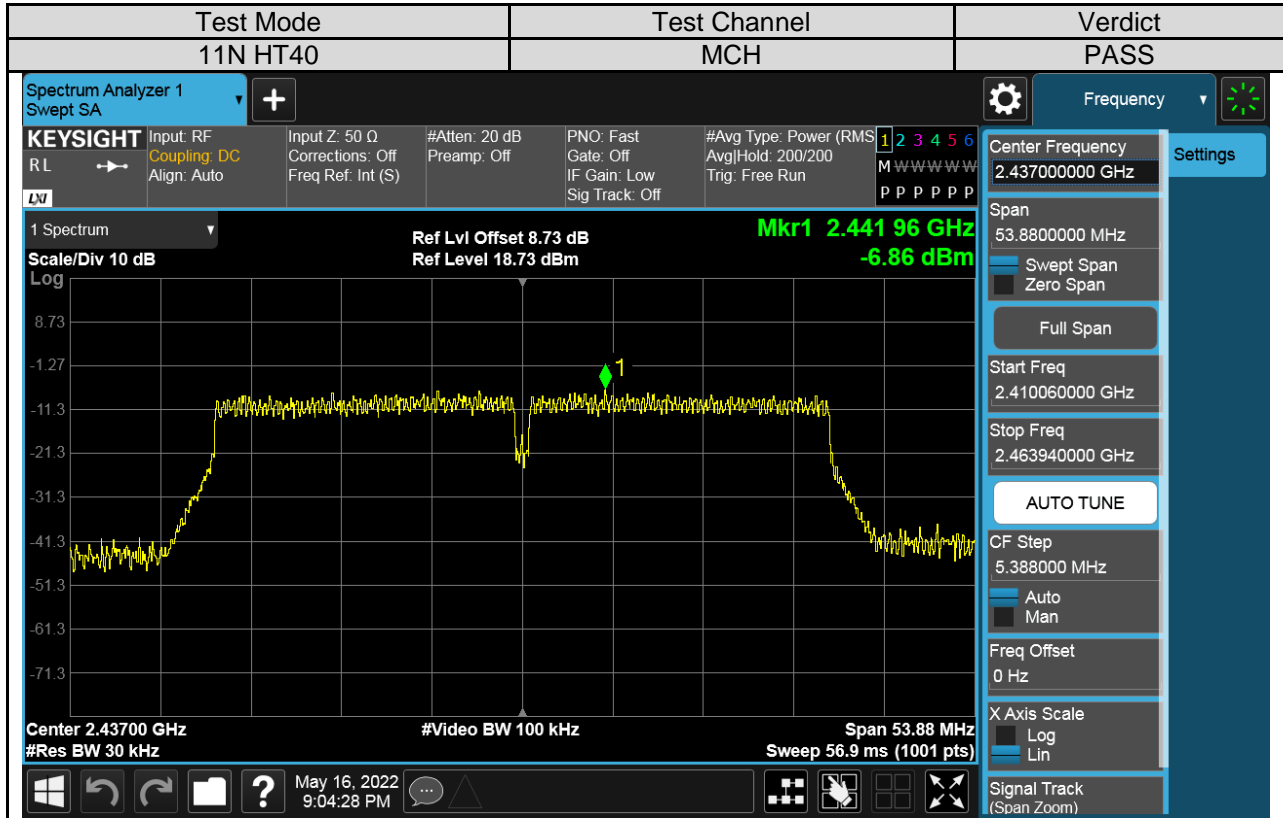 Test Mode Test Channel Verdict
11N HT40 MCH PASS
Spectrum Analyzer 1
Swept SA
+
Frequency
KEYSIGHT
R L
LXI
Input: RF
Coupling: DC
Align: Auto
Input Z: 50 Ω
Corrections: Off
Freq Ref: Int (S)
#Atten: 20 dB
Preamp: Off
PNO: Fast
Gate: Off
IF Gain: Low
Sig Track: Off
#Avg Type: Power (RMS
Avg|Hold: 200/200
Trig: Free Run
1 2 3 4 5 6
M W W W W W
P P P P P P
1 Spectrum
Scale/Div 10 dB
Log
Ref Lvl Offset 8.73 dB
Ref Level 18.73 dBm
Mkr1 2.441 96 GHz
-6.86 dBm
8.73
-1.27
-11.3
-21.3
-31.3
-41.3
-51.3
-61.3
-71.3
1
Center 2.43700 GHz
#Res BW 30 kHz
#Video BW 100 kHz
Span 53.88 MHz
Sweep 56.9 ms (1001 pts)
Center Frequency
2.437000000 GHz
Settings
Span
53.8800000 MHz
Swept Span
Zero Span
Full Span
Start Freq
2.410060000 GHz
Stop Freq
2.463940000 GHz
AUTO TUNE
CF Step
5.388000 MHz
Auto
Man
Freq Offset
0 Hz
X Axis Scale
Log
Lin
Signal Track
(Span Zoom)
?
May 16, 2022
9:04:28 PM